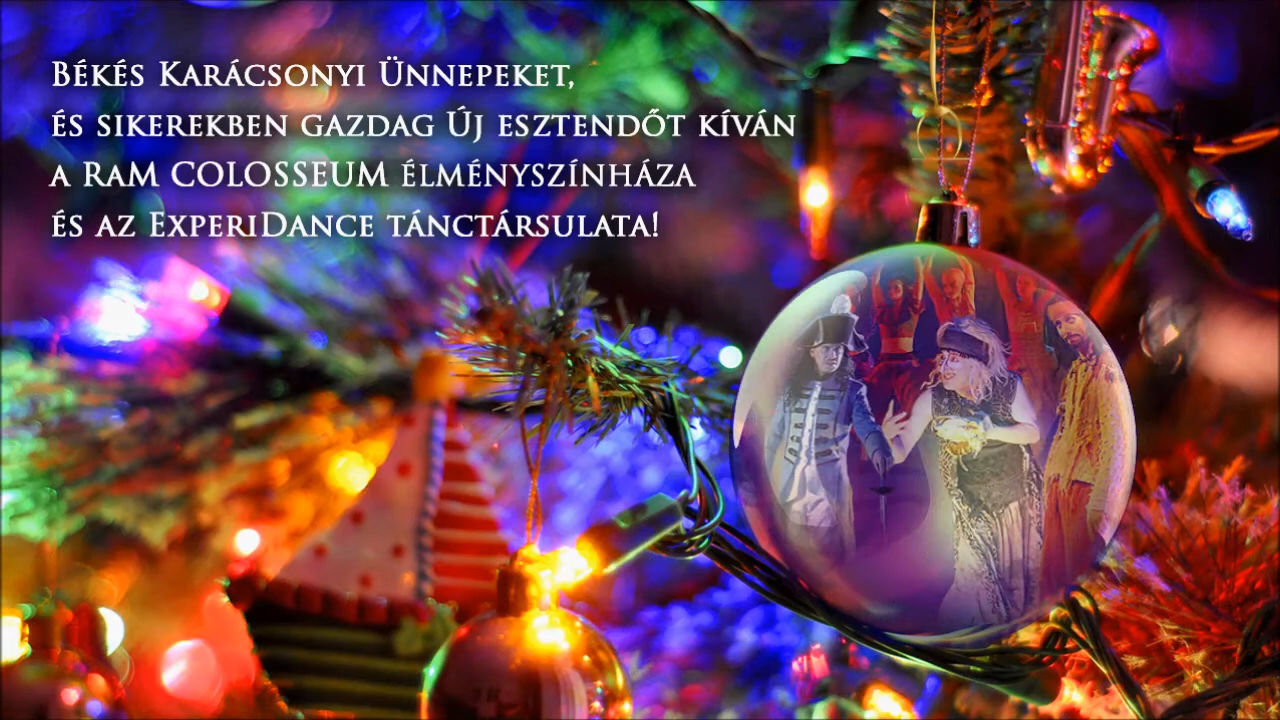 Békés Karácsonyi Ünnepeket,
és sikerekben gazdag Új esztendőt kíván
a RaM Colosseum élményszínháza
és az ExperiDance tánctársulata!